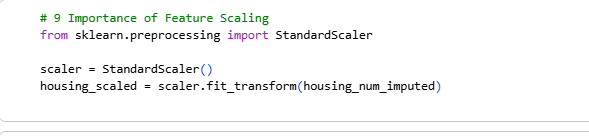 # 9 Importance of Feature Scaling
from sklearn.preprocessing import StandardScaler
scaler = StandardScaler()
housing_scaled = scaler.fit_transform(housing_num_imputed)